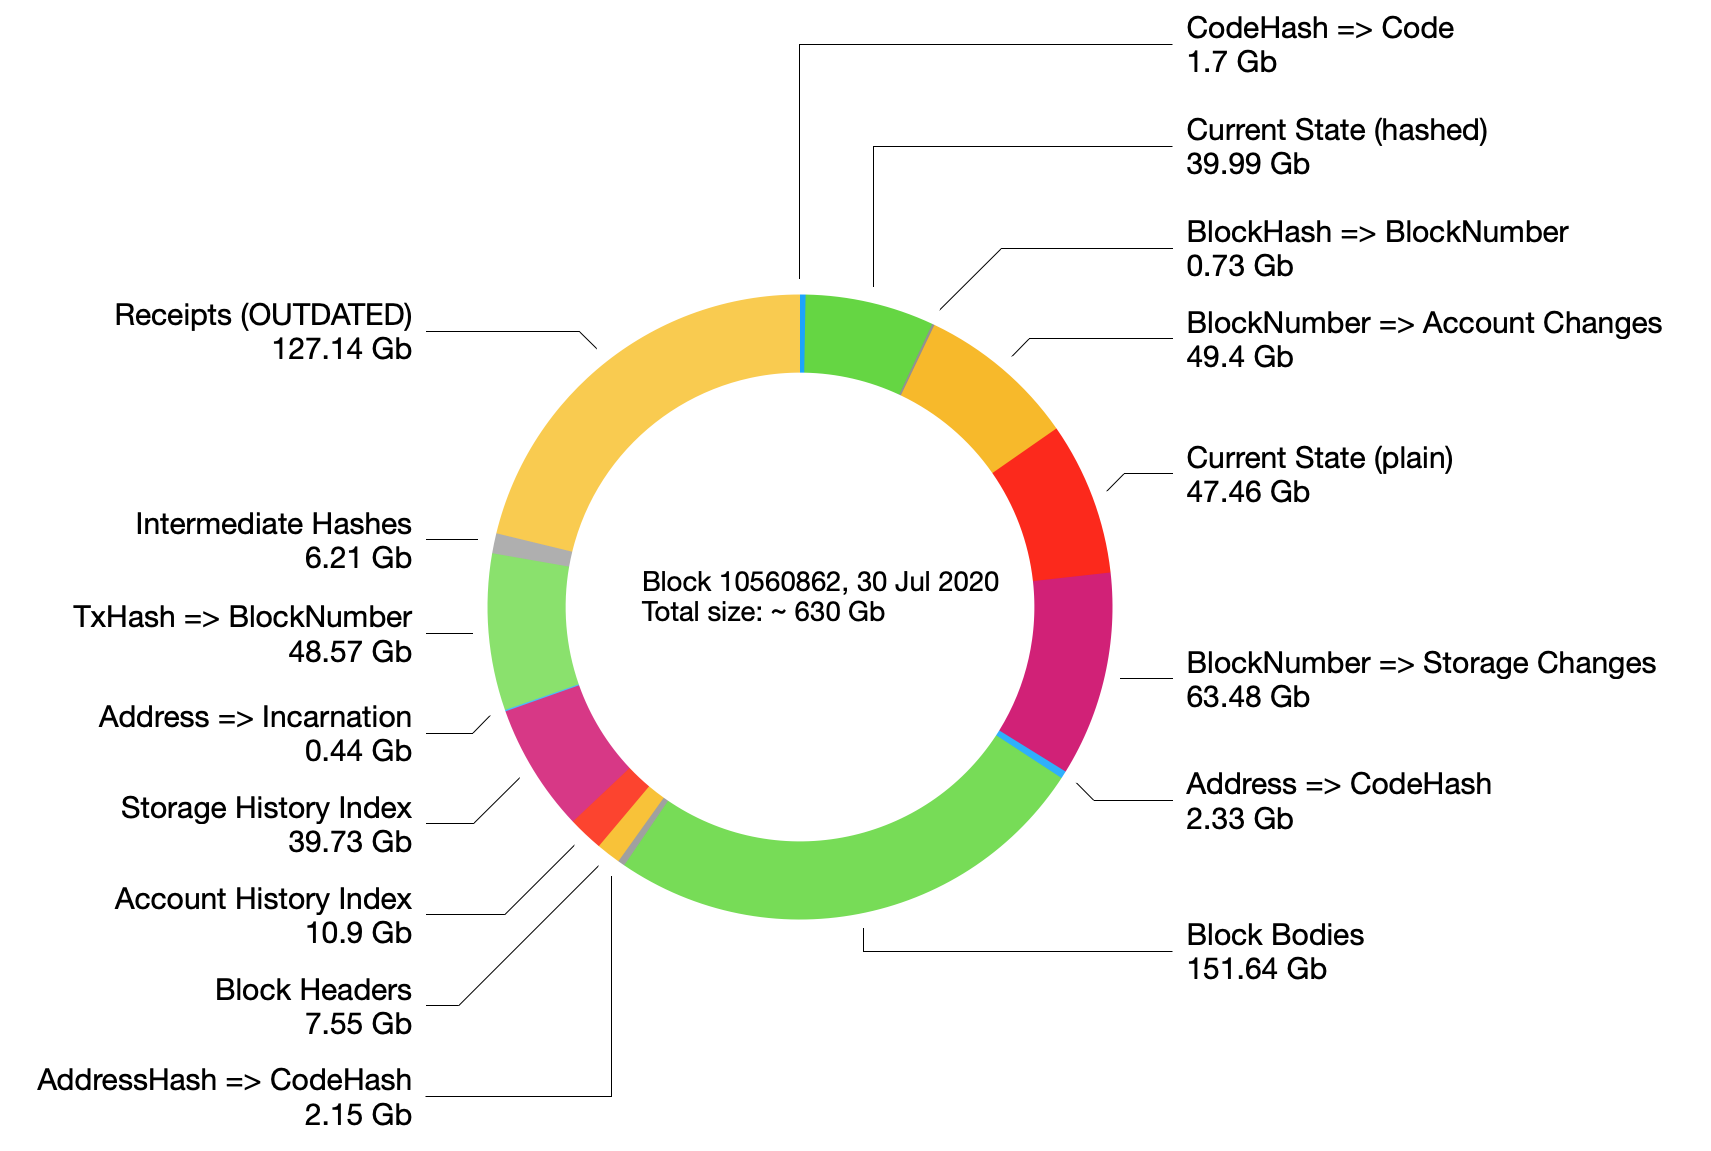 CodeHash => Code
1.7 Gb
Current State (hashed)
39.99 Gb
BlockHash => BlockNumber
0.73 Gb
BlockNumber => Account Changes
49.4 Gb
Current State (plain)
47.46 Gb
BlockNumber => Storage Changes
63.48 Gb
Address => CodeHash
2.33 Gb
Block Bodies
151.64 Gb
Receipts (OUTDATED)
127.14 Gb
Intermediate Hashes
6.21 Gb
TxHash => BlockNumber
48.57 Gb
Address => Incarnation
0.44 Gb
Storage History Index
39.73 Gb
Account History Index
10.9 Gb
Block Headers
7.55 Gb
AddressHash => CodeHash
2.15 Gb
Block 10560862, 30 Jul 2020
Total size: ~ 630 Gb